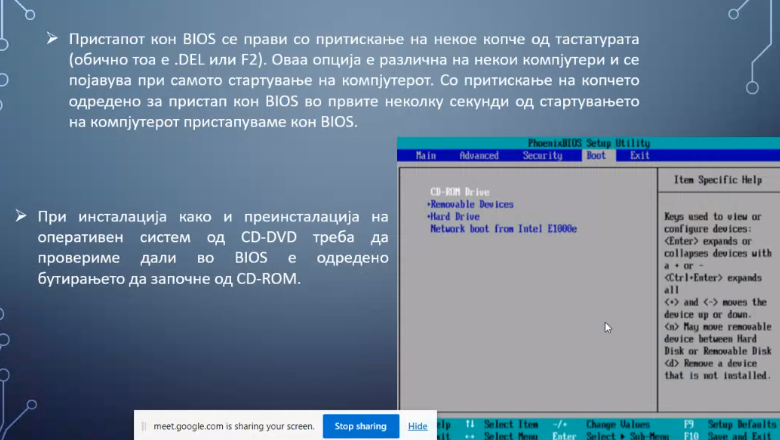 ➢ Пристапот кон BIOS се прави со притискање на некое копче од тастатурата
(обично тоа е .DEL или F2). Оваа опција е различна на некои компјутери и се
појавува при самото стартување на компјутерот. Со притискање на копчето
одредено за пристап кон BIOS во првите неколку секунди од стартувањето
на компјутерот пристапуваме кон BIOS.
➢ При инсталација како и преинсталација на
оперативен систем од CD-DVD треба да
провериме дали во BIOS е одредено
бутирањето да започне од CD-ROM.
PhoenixBIOS Setup Utility
Main Advanced Security Boot Exit
CD-ROM Drive
+Removable Devices
+Hard Drive
Network boot from Intel E1000e
Item Specific Help
Keys used to view or
configure devices:
<Enter> expands or
collapses devices with
a + or -
<Ctrl+Enter> expands
all
<+> and <-> moves the
device up or down.
<n> May move removable
device between Hard
Disk or Removable Disk
<d> Remove a device
that is not installed.
↑↓ Select Item -/+ Change Values F9 Setup Defaults
↔ Select Menu Enter Select ▸ Sub-Menu F10 Save and Exit
meet.google.com is sharing your screen. Stop sharing Hide